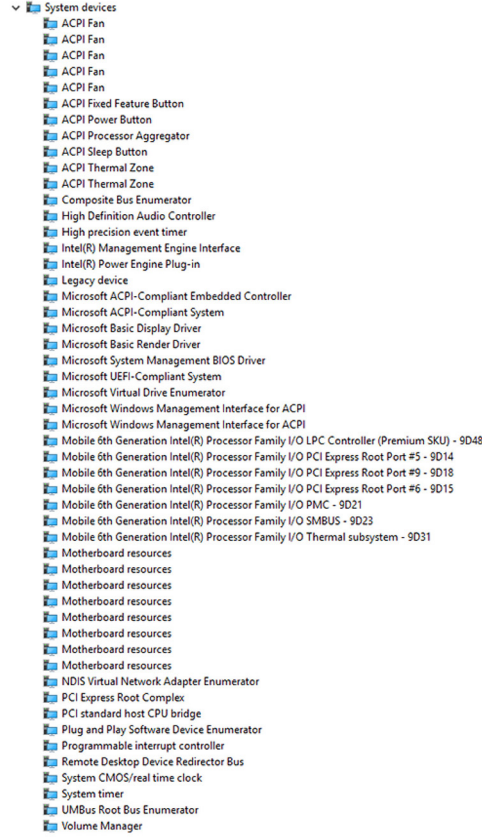 System devices
ACPI Fan
ACPI Fan
ACPI Fan
ACPI Fan
ACPI Fan
ACPI Fixed Feature Button
ACPI Power Button
ACPI Processor Aggregator
ACPI Sleep Button
ACPI Thermal Zone
ACPI Thermal Zone
Composite Bus Enumerator
High Definition Audio Controller
High precision event timer
Intel(R) Management Engine Interface
Intel(R) Power Engine Plug-in
Legacy device
Microsoft ACPI-Compliant Embedded Controller
Microsoft ACPI-Compliant System
Microsoft Basic Display Driver
Microsoft Basic Render Driver
Microsoft System Management BIOS Driver
Microsoft UEFI-Compliant System
Microsoft Virtual Drive Enumerator
Microsoft Windows Management Interface for ACPI
Microsoft Windows Management Interface for ACPI
Mobile 6th Generation Intel(R) Processor Family I/O LPC Controller (Premium SKU) - 9D48
Mobile 6th Generation Intel(R) Processor Family I/O PCI Express Root Port #5 - 9D14
Mobile 6th Generation Intel(R) Processor Family I/O PCI Express Root Port #9 - 9D18
Mobile 6th Generation Intel(R) Processor Family I/O PCI Express Root Port #6 - 9D15
Mobile 6th Generation Intel(R) Processor Family I/O PMC - 9D21
Mobile 6th Generation Intel(R) Processor Family I/O SMBUS - 9D23
Mobile 6th Generation Intel(R) Processor Family I/O Thermal subsystem - 9D31
Motherboard resources
Motherboard resources
Motherboard resources
Motherboard resources
Motherboard resources
Motherboard resources
Motherboard resources
Motherboard resources
NDIS Virtual Network Adapter Enumerator
PCI Express Root Complex
PCI standard host CPU bridge
Plug and Play Software Device Enumerator
Programmable interrupt controller
Remote Desktop Device Redirector Bus
System CMOS/real time clock
System timer
UMBus Root Bus Enumerator
Volume Manager